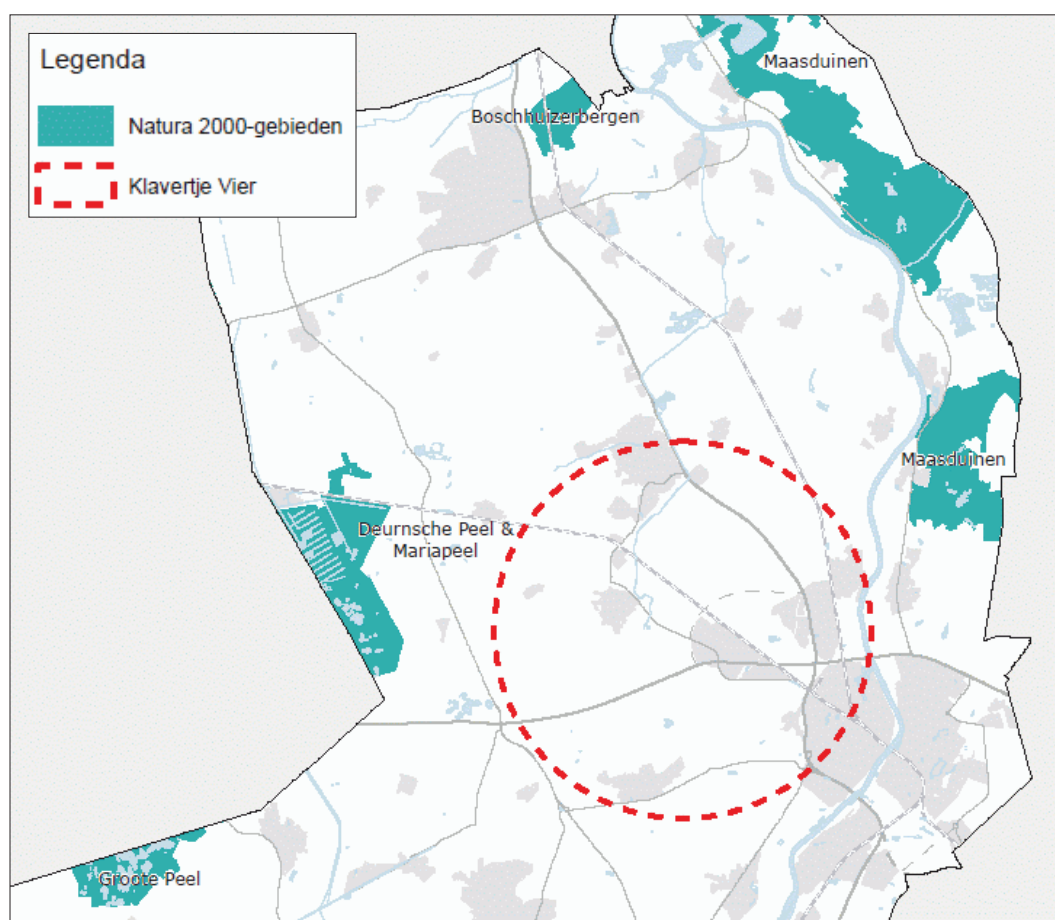 Legenda
Natura 2000-gebieden
Klavertje Vier
Maasduinen
Boschhuizerbergen
Maasduinen
Deurnsche Peel &
Mariapeel
Groote Peel